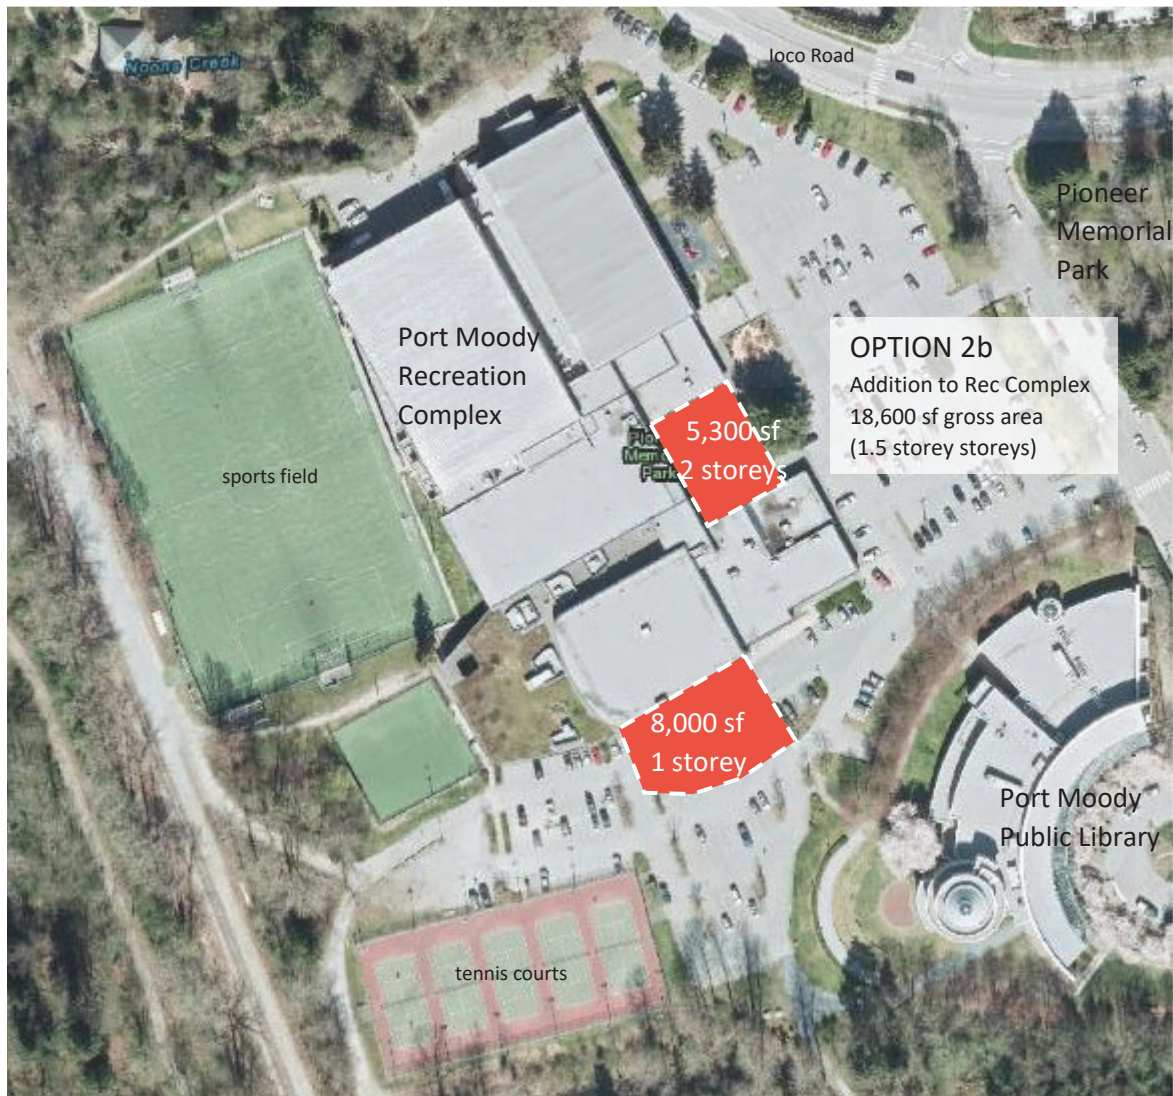 Noons Creek
Ioco Road
Pioneer
Memorial
Park
Port Moody
Recreation
Complex
OPTION 2b
Addition to Rec Complex
18,600 sf gross area
(1.5 storey storeys)
5,300 sf
2 storeys
sports field
8,000 sf
1 storey
Port Moody
Public Library
tennis courts